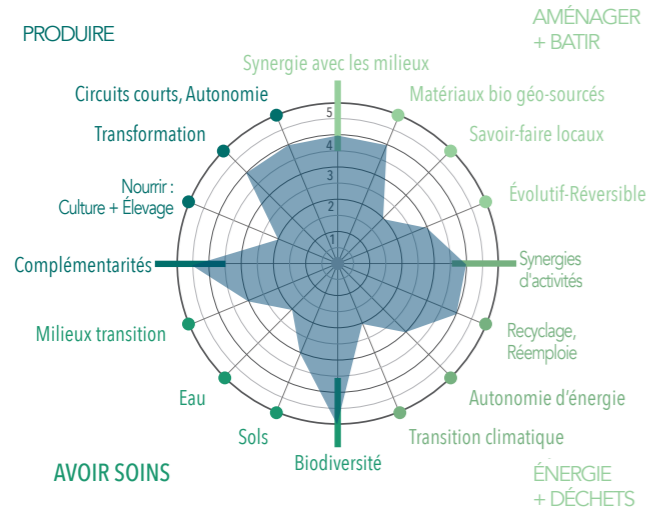 PRODUIRE
AMÉNAGER
+ BATIR
Synergie avec les milieux
Circuits courts, Autonomie
Matériaux bio géo-sourcés
Transformation
Savoir-faire locaux
Nourrir :
Culture + Élevage
Évolutif-Réversible
5
4
3
2
1
Complémentarités
Synergies
d'activités
Milieux transition
Recyclage,
Réemploie
Eau
Autonomie d'énergie
Sols
Transition climatique
Biodiversité
AVOIR SOINS
ÉNERGIE
+ DÉCHETS